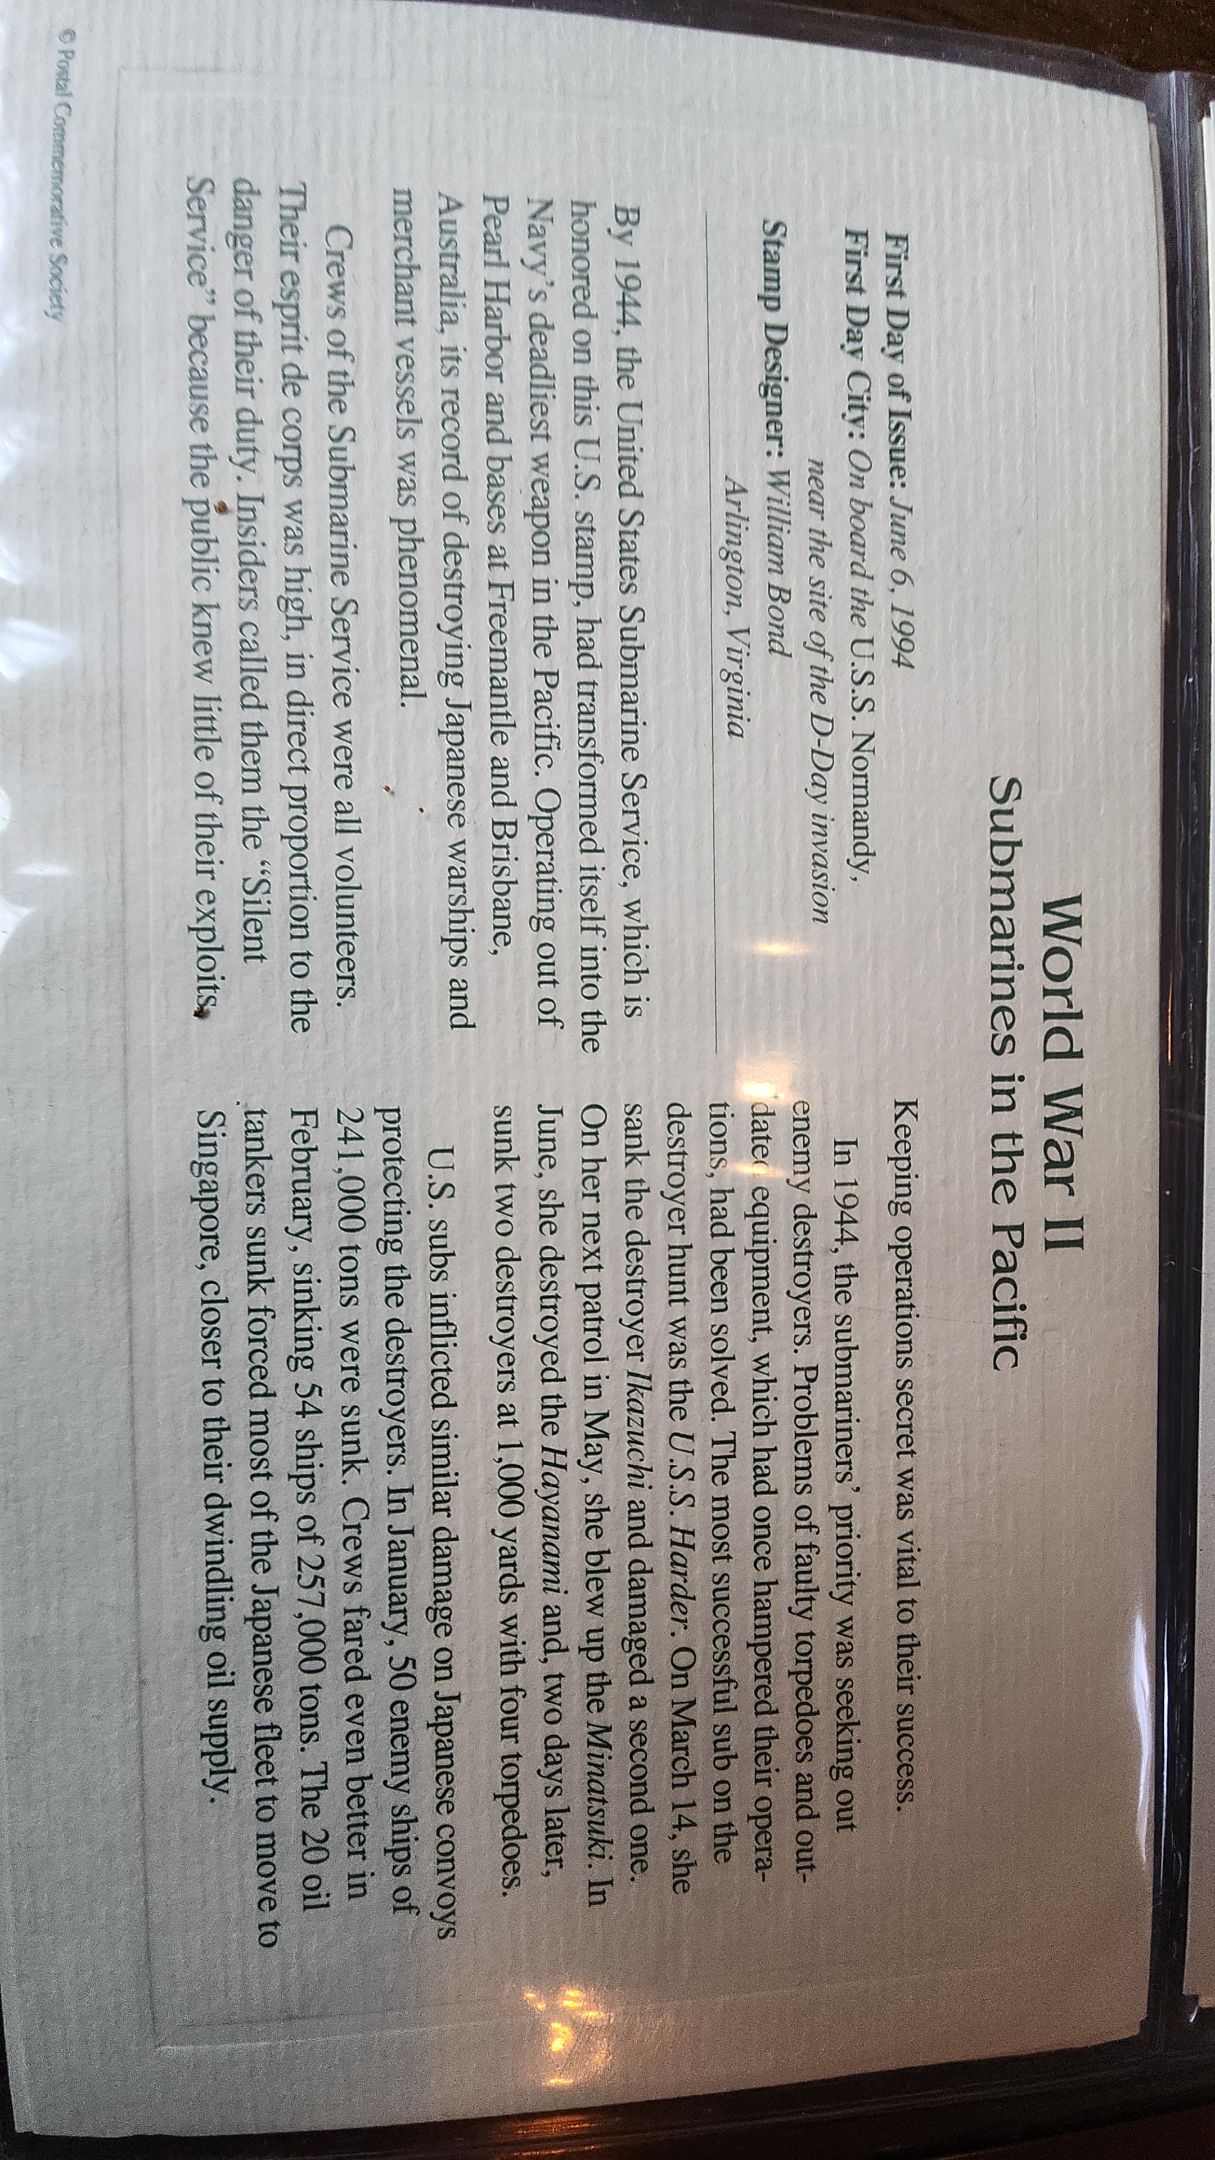 World War II
Submarines in the Pacific
First Day of Issue: June 6, 1994
First Day City: On board the U.S.S. Normandy,
near the site of the D-Day invasion
Stamp Designer: William Bond
Arlington, Virginia
By 1944, the United States Submarine Service, which is
honored on this U.S. stamp, had transformed itself into the
Navy's deadliest weapon in the Pacific. Operating out of
Pearl Harbor and bases at Freemantle and Brisbane,
Australia, its record of destroying Japanese warships and
merchant vessels was phenomenal.
Crews of the Submarine Service were all volunteers.
Their esprit de corps was high, in direct proportion to the
danger of their duty. Insiders called them the “Silent
Service” because the public knew little of their exploits.
Keeping operations secret was vital to their success.
In 1944, the submariners' priority was seeking out
enemy destroyers. Problems of faulty torpedoes and out-
dated equipment, which had once hampered their opera-
tions, had been solved. The most successful sub on the
destroyer hunt was the U.S.S. Harder. On March 14, she
sank the destroyer Ikazuchi and damaged a second one.
On her next patrol in May, she blew up the Minatsuki. In
June, she destroyed the Hayanami and, two days later,
sunk two destroyers at 1,000 yards with four torpedoes.
U.S. subs inflicted similar damage on Japanese convoys
protecting the destroyers. In January, 50 enemy ships of
241,000 tons were sunk. Crews fared even better in
February, sinking 54 ships of 257,000 tons. The 20 oil
tankers sunk forced most of the Japanese fleet to move to
Singapore, closer to their dwindling oil supply.
© Postal Commemorative Society